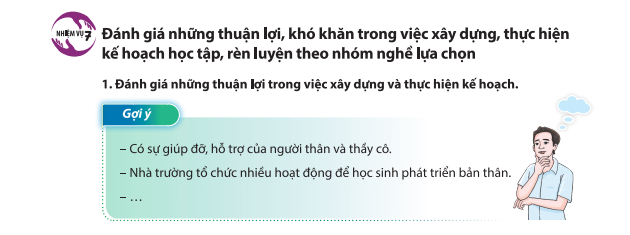 NHIỆM VỤ 7
Đánh giá những thuận lợi, khó khăn trong việc xây dựng, thực hiện
kế hoạch học tập, rèn luyện theo nhóm nghề lựa chọn
1. Đánh giá những thuận lợi trong việc xây dựng và thực hiện kế hoạch.
Gợi ý
– Có sự giúp đỡ, hỗ trợ của người thân và thầy cô.
– Nhà trường tổ chức nhiều hoạt động để học sinh phát triển bản thân.
– …